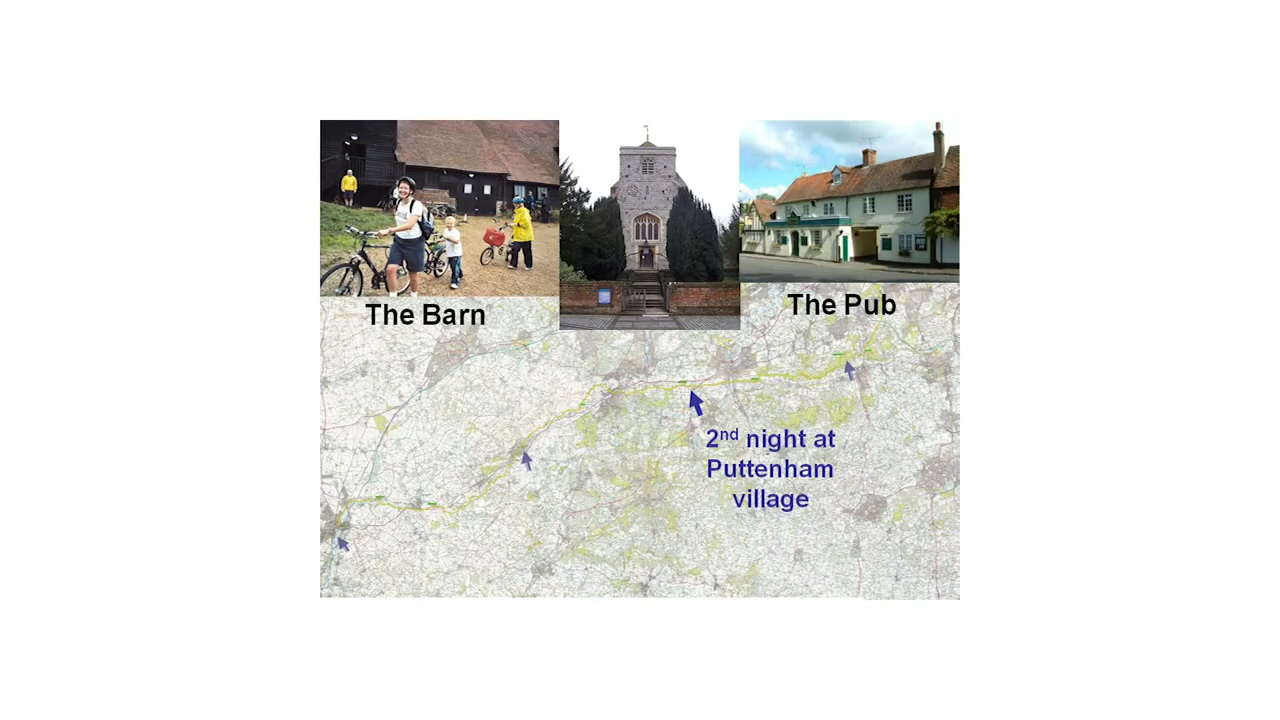 The Barn
The Pub
2nd night at
Puttenham
village